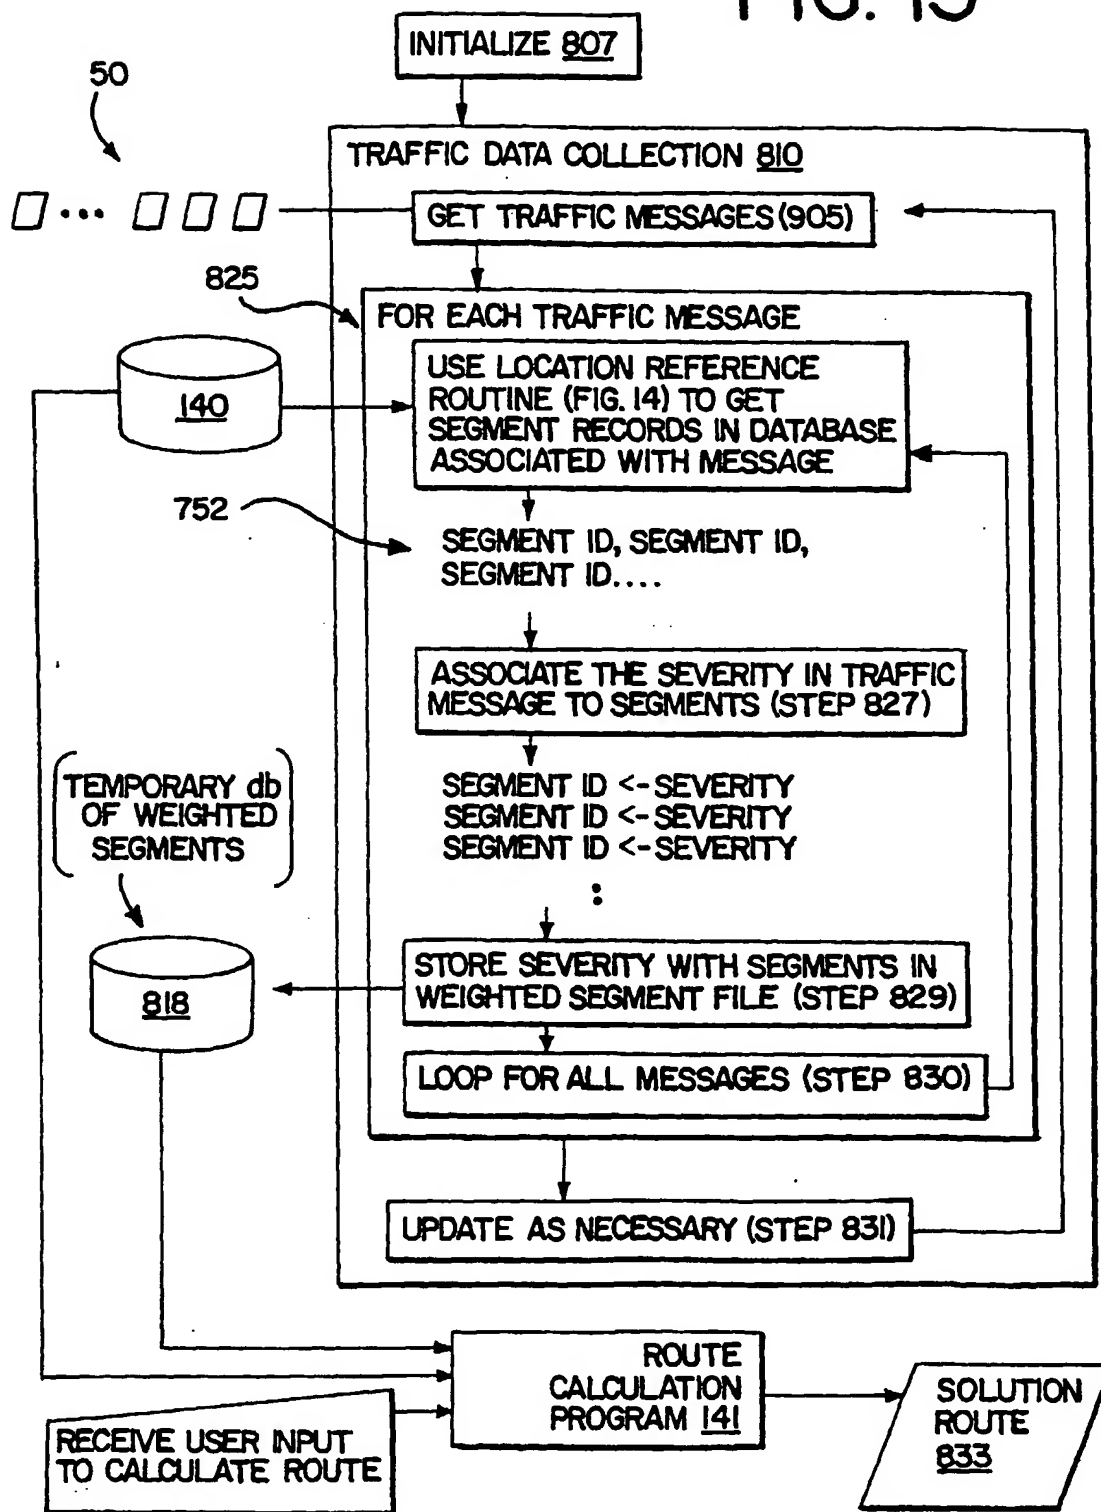 FIG. 15
INITIALIZE 807
50
TRAFFIC DATA COLLECTION 810
GET TRAFFIC MESSAGES (905)
825
FOR EACH TRAFFIC MESSAGE
140
USE LOCATION REFERENCE
ROUTINE (FIG. 14) TO GET
SEGMENT RECORDS IN DATABASE
ASSOCIATED WITH MESSAGE
752
SEGMENT ID, SEGMENT ID,
SEGMENT ID....
ASSOCIATE THE SEVERITY IN TRAFFIC
MESSAGE TO SEGMENTS (STEP 827)
TEMPORARY db
OF WEIGHTED
SEGMENTS
SEGMENT ID <-SEVERITY
SEGMENT ID <-SEVERITY
SEGMENT ID <-SEVERITY
:
818
STORE SEVERITY WITH SEGMENTS IN
WEIGHTED SEGMENT FILE (STEP 829)
LOOP FOR ALL MESSAGES (STEP 830)
UPDATE AS NECESSARY (STEP 831)
ROUTE
CALCULATION
PROGRAM 141
RECEIVE USER INPUT
TO CALCULATE ROUTE
SOLUTION
ROUTE
833